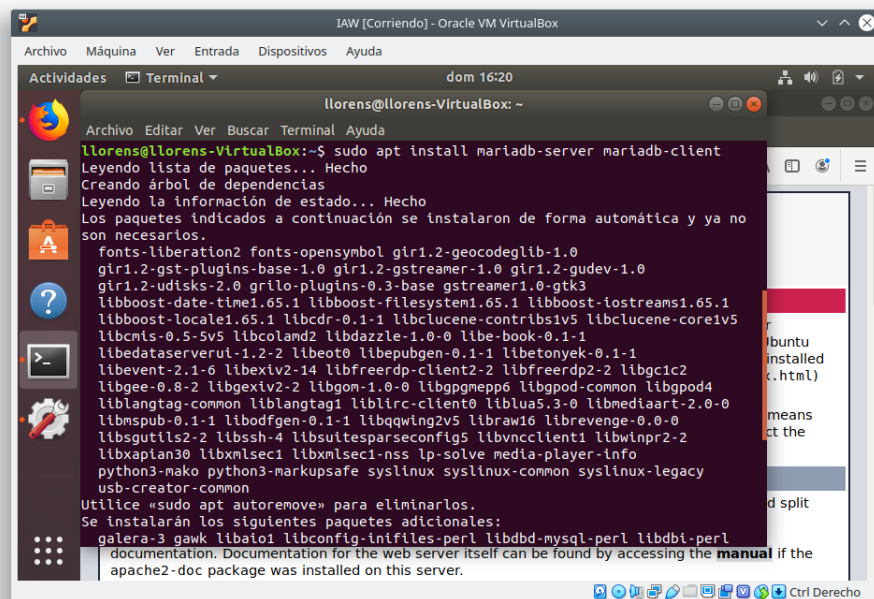 IAW [Corriendo] - Oracle VM VirtualBox
Archivo Máquina Ver Entrada Dispositivos Ayuda
Actividades Terminal dom 16:20
llorens@llorens-VirtualBox: ~
Archivo Editar Ver Buscar Terminal Ayuda
llorens@llorens-VirtualBox:~$ sudo apt install mariadb-server mariadb-client
Leyendo lista de paquetes... Hecho
Creando árbol de dependencias
Leyendo la información de estado... Hecho
Los paquetes indicados a continuación se instalaron de forma automática y ya no
son necesarios.
fonts-liberation2 fonts-opensymbol gir1.2-geocodeglib-1.0
gir1.2-gst-plugins-base-1.0 gir1.2-gstreamer-1.0 gir1.2-gudev-1.0
gir1.2-udisks-2.0 grilo-plugins-0.3-base gstreamer1.0-gtk3
libboost-date-time1.65.1 libboost-filesystem1.65.1 libboost-iostreams1.65.1
libboost-locale1.65.1 libcdr-0.1-1 libclucene-contribs1v5 libclucene-core1v5
libcmis-0.5-5v5 libcolamd2 libdazzle-1.0-0 libe-book-0.1-1
libedataserverui-1.2-2 libeot0 libepubgen-0.1-1 libetonyek-0.1-1
libevent-2.1-6 libexiv2-14 libfreerdp-client2-2 libfreerdp2-2 libgc1c2
libgee-0.8-2 libgexiv2-2 libgom-1.0-0 libgpgmepp6 libgpod-common libgpod4
liblangtag-common liblangtag1 liblirc-client0 liblua5.3-0 libmediaart-2.0-0
libmspub-0.1-1 libodfgen-0.1-1 libqqwing2v5 libraw16 librevenge-0.0-0
libsgutils2-2 libssh-4 libsuitesparseconfig5 libvncclient1 libwinpr2-2
libxapian30 libxmlsec1 libxmlsec1-nss lp-solve media-player-info
python3-mako python3-markupsafe syslinux syslinux-common syslinux-legacy
usb-creator-common
Utilice «sudo apt autoremove» para eliminarlos.
Se instalarán los siguientes paquetes adicionales:
galera-3 gawk libaio1 libconfig-inifiles-perl libdbd-mysql-perl libdbi-perl
installed
.html)
means
the
split
documentation. Documentation for the web server itself can be found by accessing the manual if the
apache2-doc package was installed on this server.
Ctrl Derecho